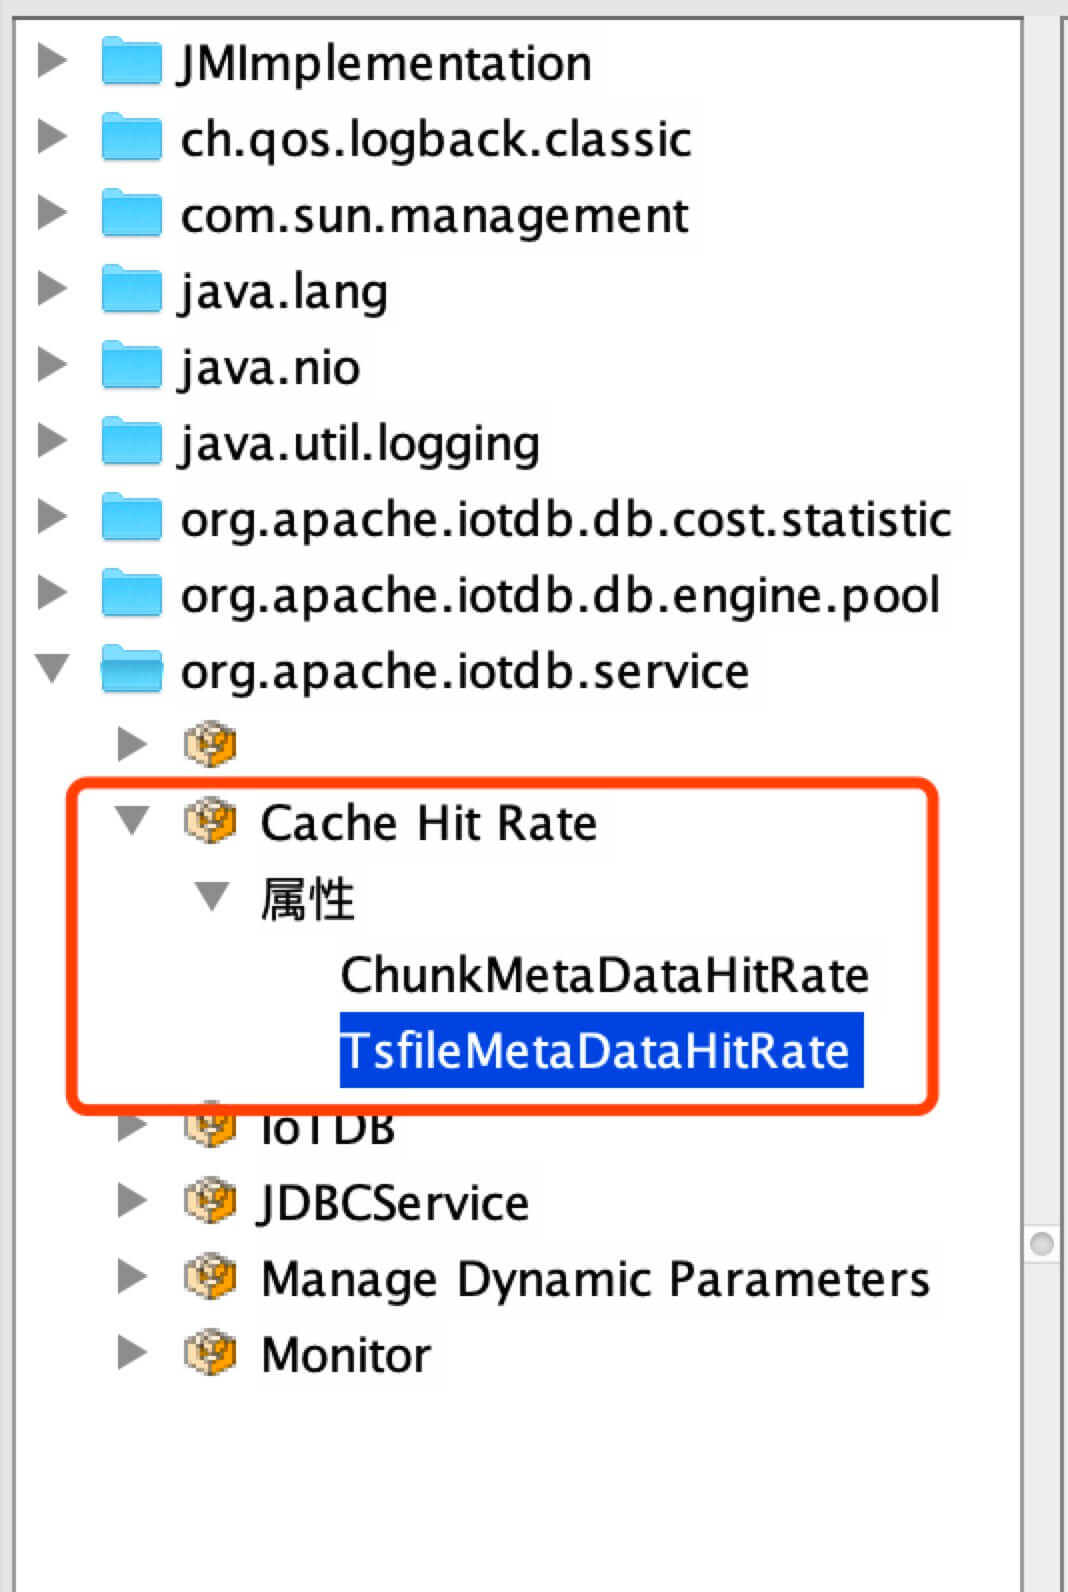 JMImplementation
ch.qos.logback.classic
com.sun.management
java.lang
java.nio
java.util.logging
org.apache.iotdb.db.cost.statistic
org.apache.iotdb.db.engine.pool
org.apache.iotdb.service
Cache Hit Rate
属性
ChunkMetaDataHitRate
TsfileMetaDataHitRate
IoTDB
JDBCService
Manage Dynamic Parameters
Monitor